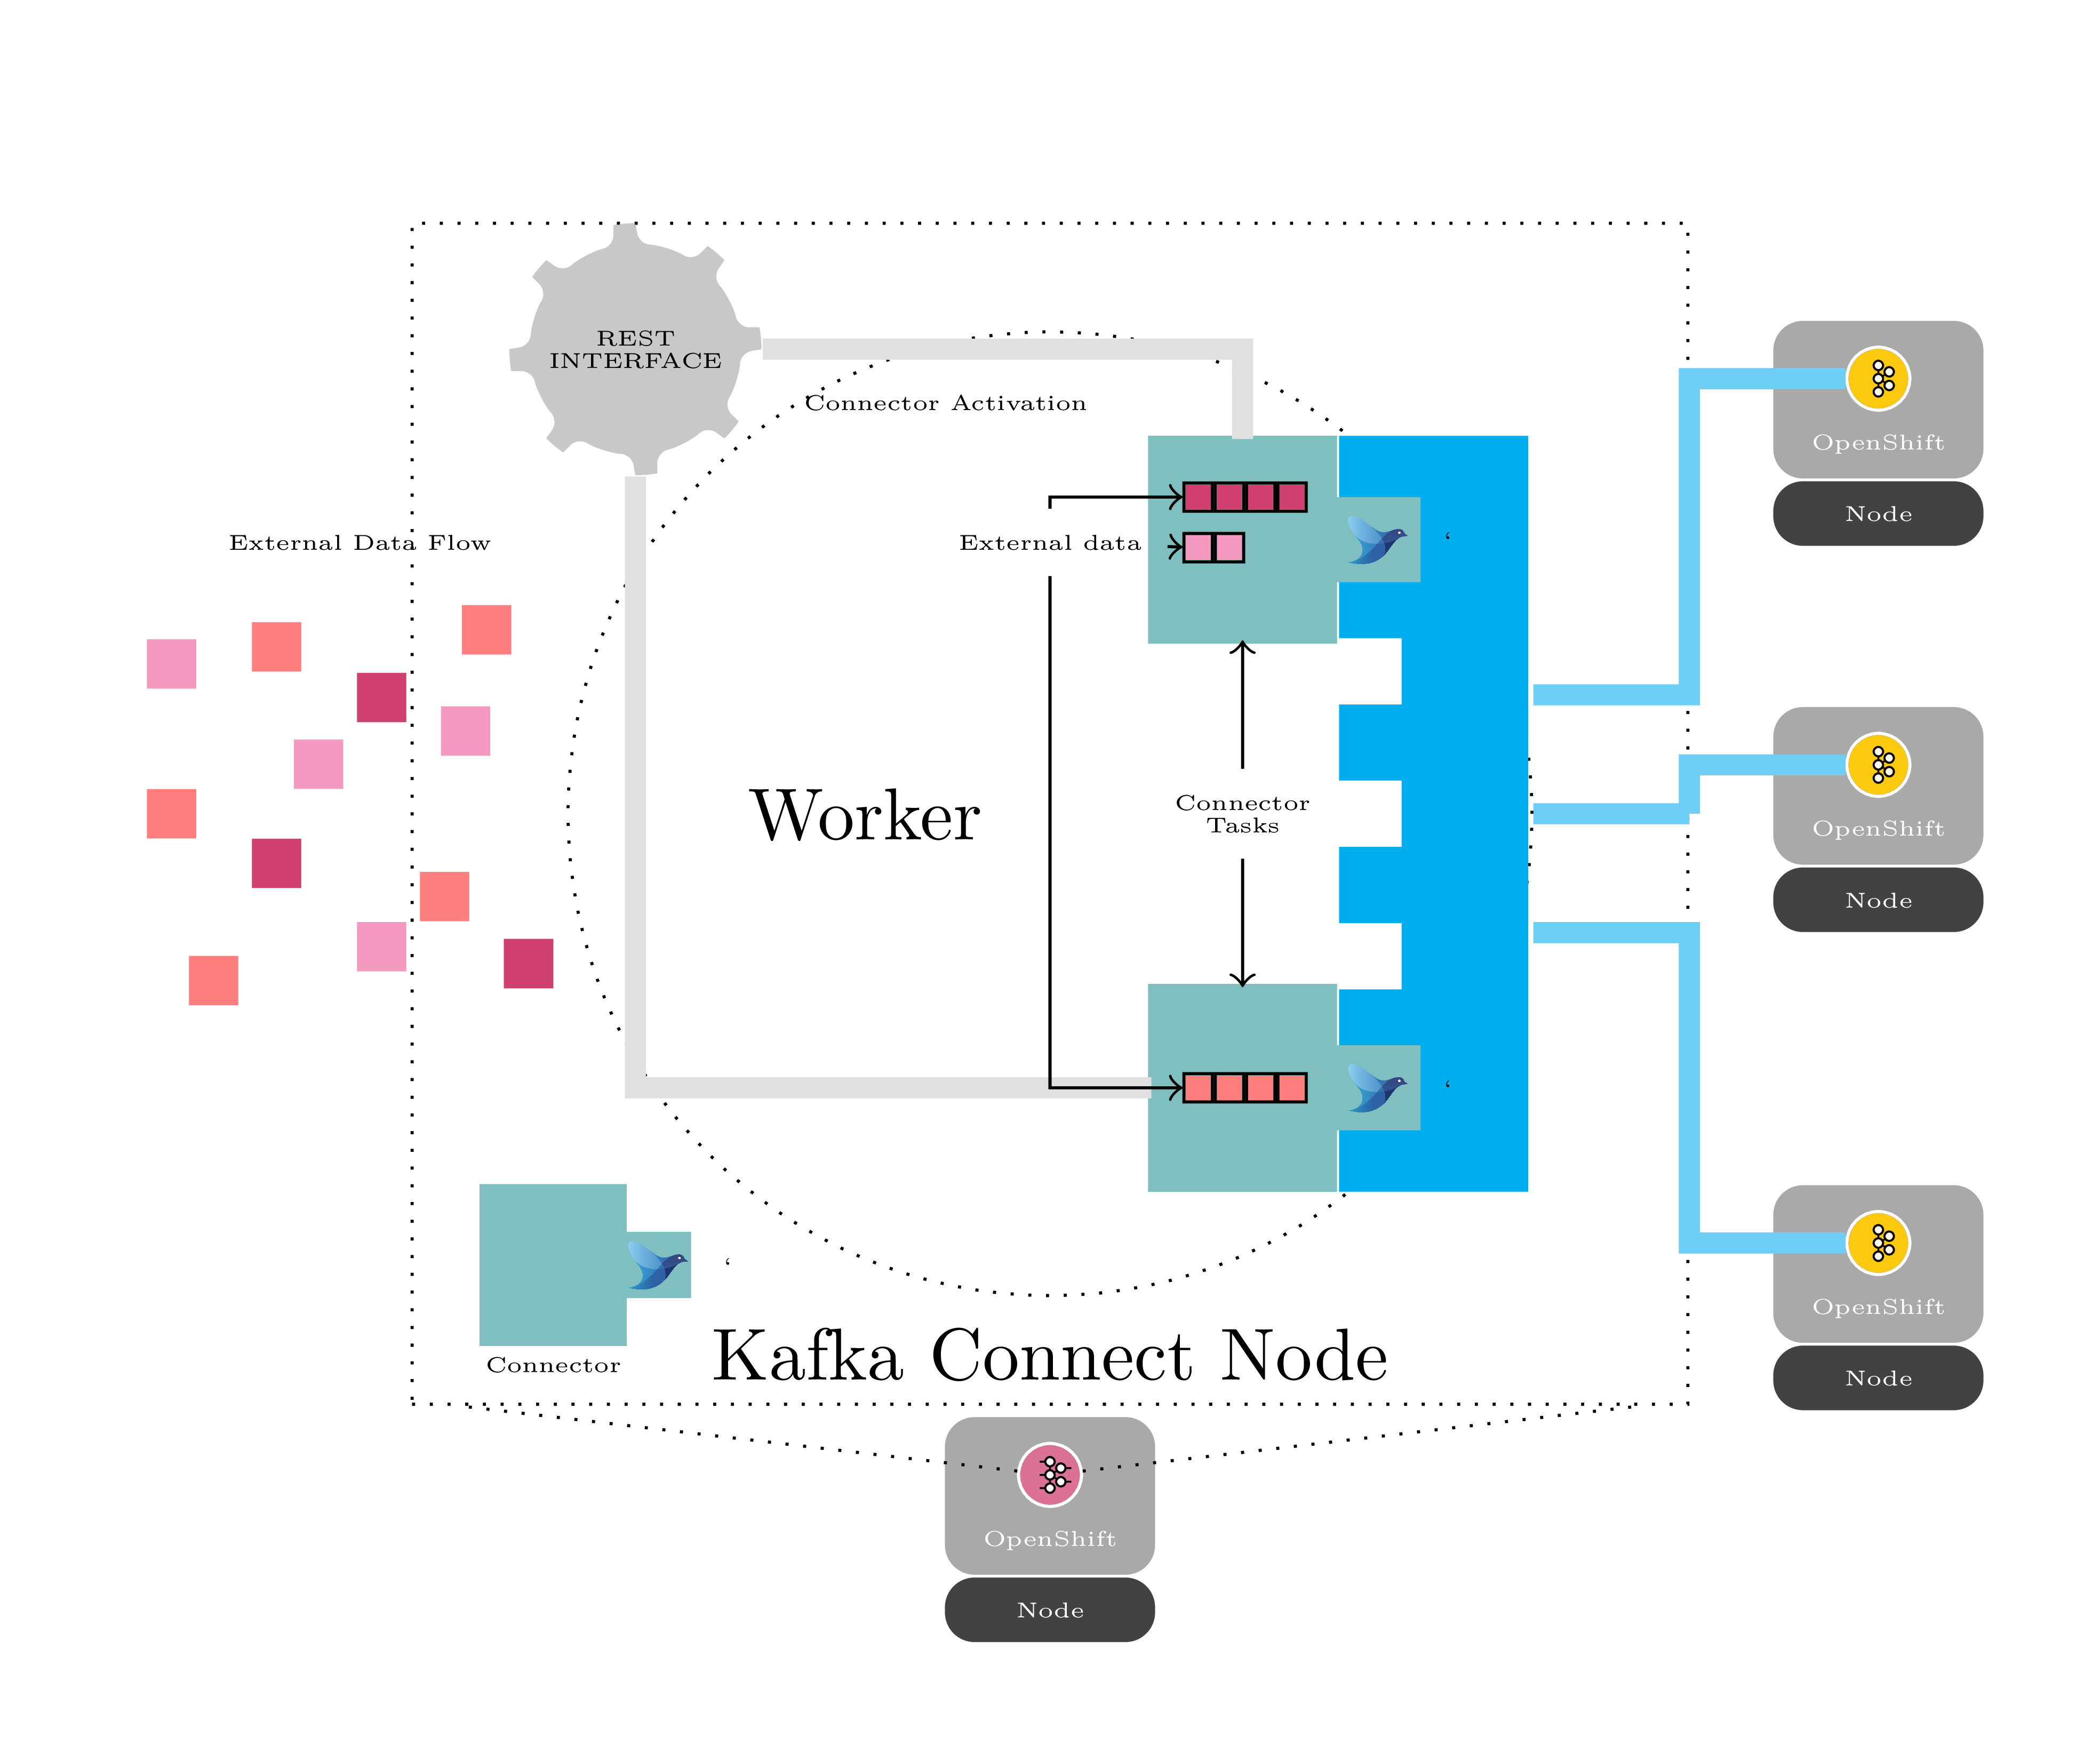 REST
INTERFACE
Connector Activation
OpenShift
Node
External Data Flow
External data
‘
Worker
Connector
Tasks
OpenShift
Node
‘
‘
Connector
Kafka Connect Node
OpenShift
Node
OpenShift
Node